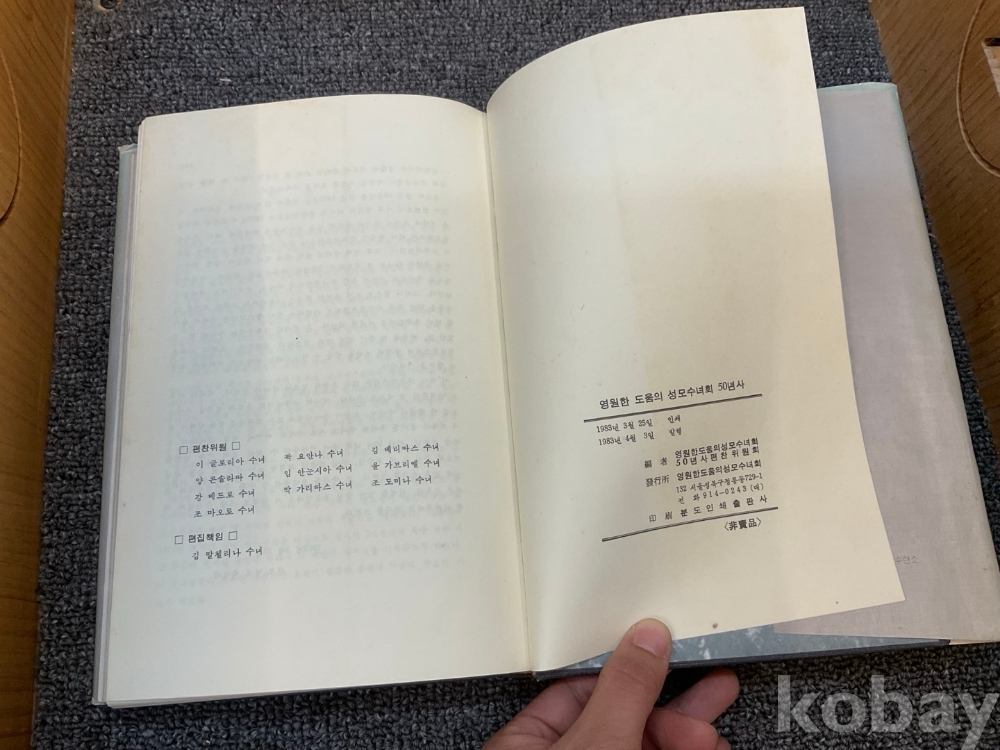 □ 편찬위원 □
이 글로리아 수녀 곽 요안나 수녀 김 메리따스 수녀
양 콘솔라따 수녀 임 안눈시아 수녀 윤 가브리엘 수녀
강 베드로 수녀 박 가리따스 수녀 조 도미나 수녀
조 마오로 수녀
□ 편집책임 □
김 말셀리나 수녀
영원한 도움의 성모수녀회 50년사
1983년 3월 25일 인쇄
1983년 4월 3일 발행
編著 영원한도움의성모수녀회
50년사편찬위원회
發行所 영원한도움의성모수녀회
132 서울성북구정릉동729-1
전화 914-0243 (대)
印刷 분도인쇄출판사
〈非賣品〉
kobay